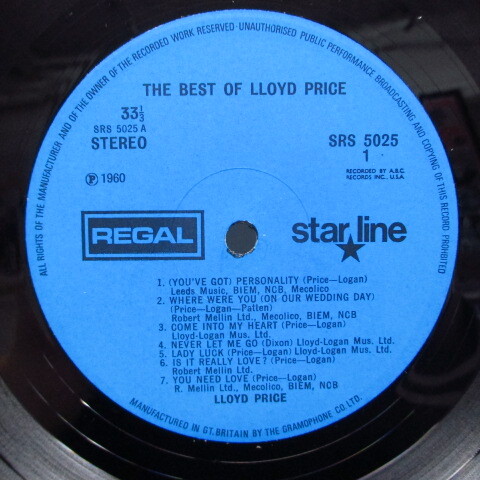 ALL RIGHTS OF THE MANUFACTURER AND OF THE OWNER OF THE RECORDED WORK RESERVED·UNAUTHORISED PUBLIC PERFORMANCE BROADCASTING AND COPYING OF THIS RECORD PROHIBITED
THE BEST OF LLOYD PRICE
33⅓
SRS 5025 A
STEREO
SRS 5025
1
RECORDED BY A.B.C.
RECORDS INC., U.S.A.
℗ 1960
REGAL
star line
1. (YOU'VE GOT) PERSONALITY (Price—Logan)
Leeds Music, BIEM, NCB, Mecolico
2. WHERE WERE YOU (ON OUR WEDDING DAY)
(Price—Logan—Patten)
Robert Mellin Ltd., Mecolico, BIEM, NCB
3. COME INTO MY HEART (Price—Logan)
Lloyd-Logan Mus. Ltd.
4. NEVER LET ME GO (Dixon) Lloyd-Logan Mus. Ltd.
5. LADY LUCK (Price—Logan) Lloyd-Logan Mus. Ltd.
6. IS IT REALLY LOVE? (Price—Logan)
Robert Mellin Ltd.
7. YOU NEED LOVE (Price—Logan)
R. Mellin Ltd., Mecolico, BIEM, NCB
LLOYD PRICE
MANUFACTURED IN GT. BRITAIN BY THE GRAMOPHONE CO. LTD.